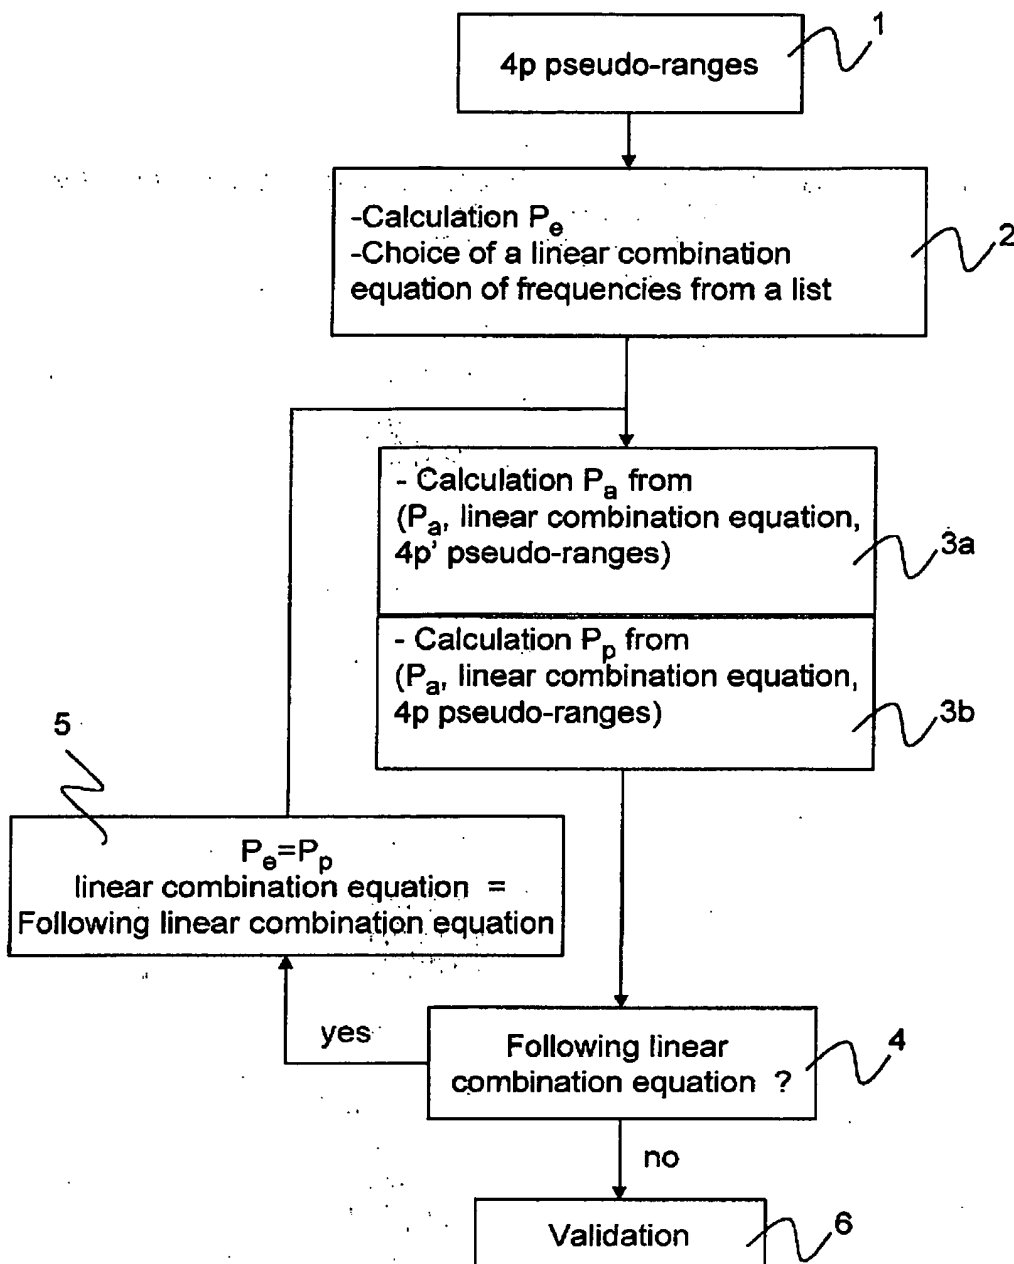 1
4p pseudo-ranges
-Calculation Pe
-Choice of a linear combination
equation of frequencies from a list
2
- Calculation Pa from
(Pa, linear combination equation,
4p' pseudo-ranges)
3a
- Calculation Pp from
(Pa, linear combination equation,
4p pseudo-ranges)
3b
5
Pe=Pp
linear combination equation =
Following linear combination equation
yes
Following linear
combination equation ?
4
no
Validation
6